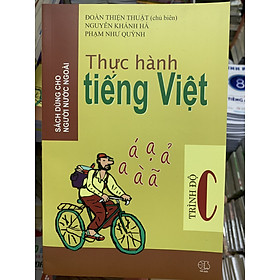 ĐOÀN THIỆN THUẬT (chủ biên)
NGUYỄN KHÁNH HÀ
PHẠM NHƯ QUỲNH
Thực hành
tiếng Việt
SÁCH DÙNG CHO
NGƯỜI NƯỚC NGOÀI
á ạ ả
a à ã
TRÌNH ĐỘ
C